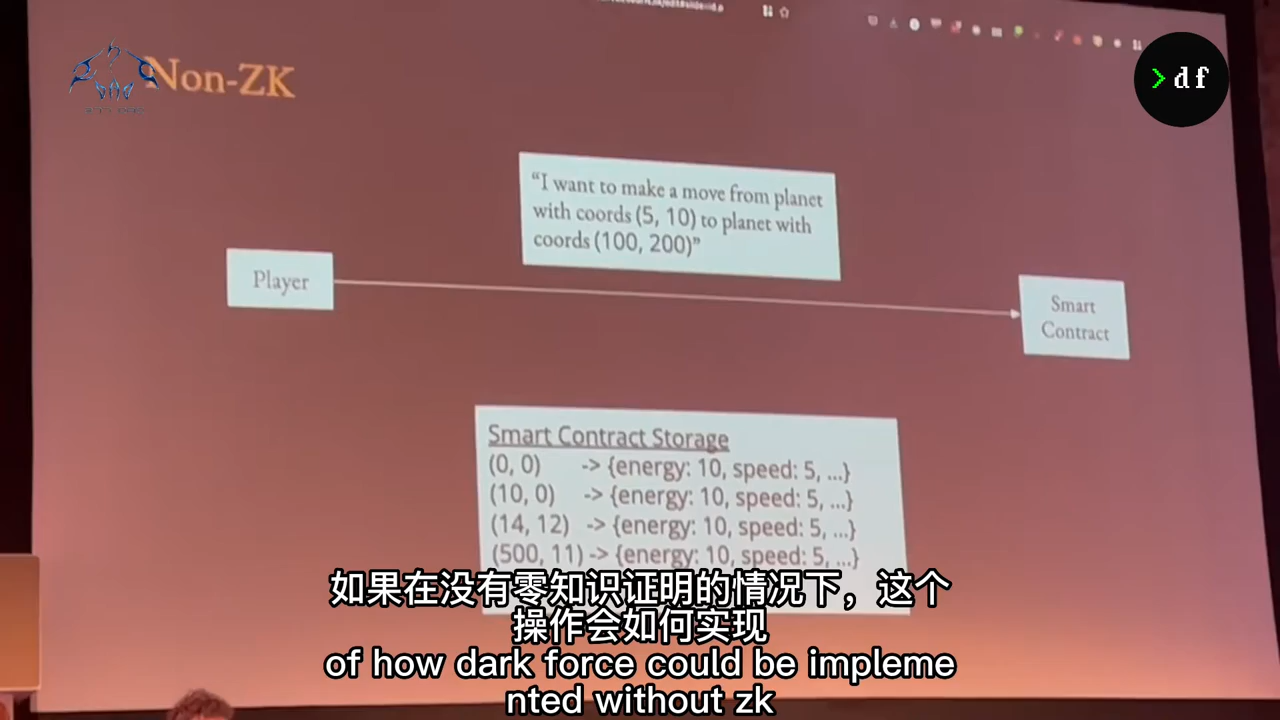 Non-ZK
>df
“I want to make a move from planet
with coords (5, 10) to planet with
coords (100, 200)”
Player
Smart
Contract
Smart Contract Storage
(0, 0) -> {energy: 10, speed: 5, ...}
(10, 0) -> {energy: 10, speed: 5, ...}
(14, 12) -> {energy: 10, speed: 5, ...}
(500, 11) -> {energy: 10, speed: 5, ...}
如果在没有零知识证明的情况下，这个
操作会如何实现
of how dark force could be impleme
nted without zk